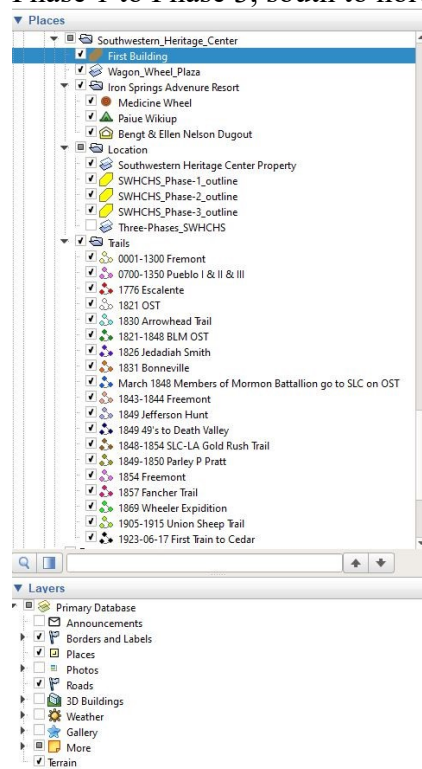 Phase 1 to Phase 3, south to nor
Places
Southwestern_Heritage_Center
First Building
Wagon_Wheel_Plaza
Iron Springs Advenure Resort
Medicine Wheel
Paiue Wikiup
Bengt & Ellen Nelson Dugout
Location
Southwestern Heritage Center Property
SWHCHS_Phase-1_outline
SWHCHS_Phase-2_outline
SWHCHS_Phase-3_outline
Three-Phases_SWHCHS
Trails
0001-1300 Fremont
0700-1350 Pueblo I & II & III
1776 Escalente
1821 OST
1830 Arrowhead Trail
1821-1848 BLM OST
1826 Jedadiah Smith
1831 Bonneville
March 1848 Members of Mormon Battallion go to SLC on OST
1843-1844 Freemont
1849 Jefferson Hunt
1849 49's to Death Valley
1848-1854 SLC-LA Gold Rush Trail
1849-1850 Parley P Pratt
1854 Freemont
1857 Fancher Trail
1869 Wheeler Expidition
1905-1915 Union Sheep Trail
1923-06-17 First Train to Cedar
Layers
Primary Database
Announcements
Borders and Labels
Places
Photos
Roads
3D Buildings
Weather
Gallery
More
Terrain